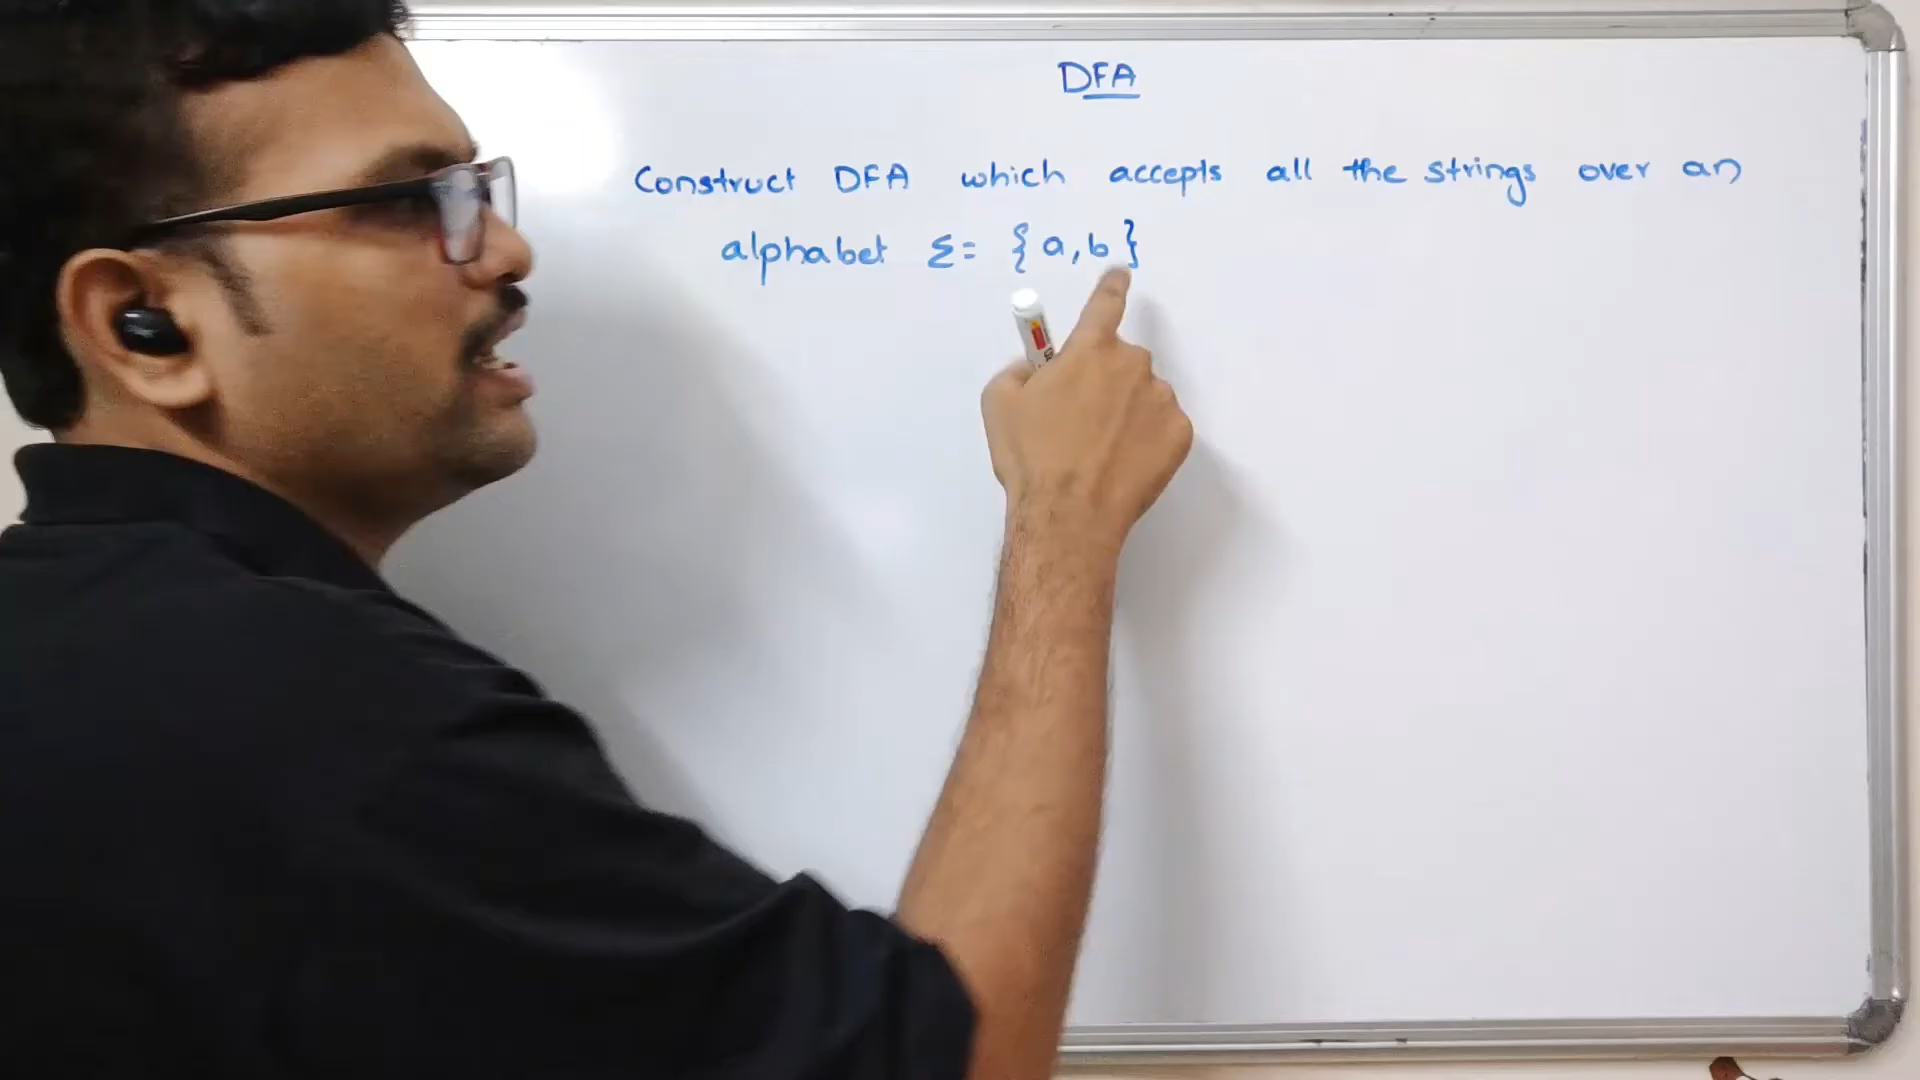 DFA
Construct DFA which accepts all the strings over an
alphabet Σ= {a,b}